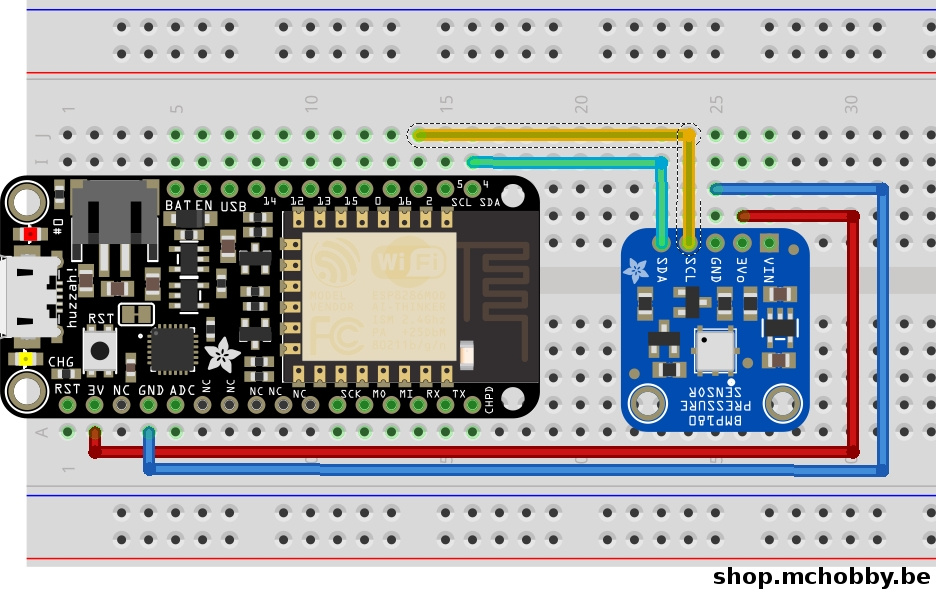 1 5 10 15 20 25 30
J
I
5 4
BAT EN USB 14 12 13 15 0 16 2 SCL SDA
#0
huzzah!
WiFi
FC
RST
CHG
RST 3V NC GND ADC NC NC NC NC NC SCK MO MI RX TX CHPD
SDA SCL GND 3Vo VIN
BMP180
PRESSURE
SENSOR
A
1
shop.mchobby.be